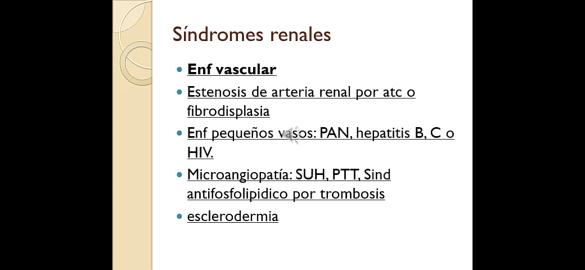 Síndromes renales
Enf vascular
Estenosis de arteria renal por atc o
fibrodisplasia
Enf pequeños vasos: PAN, hepatitis B, C o
HIV.
Microangiopatía: SUH, PTT, Sind
antifosfolipidico por trombosis
esclerodermia